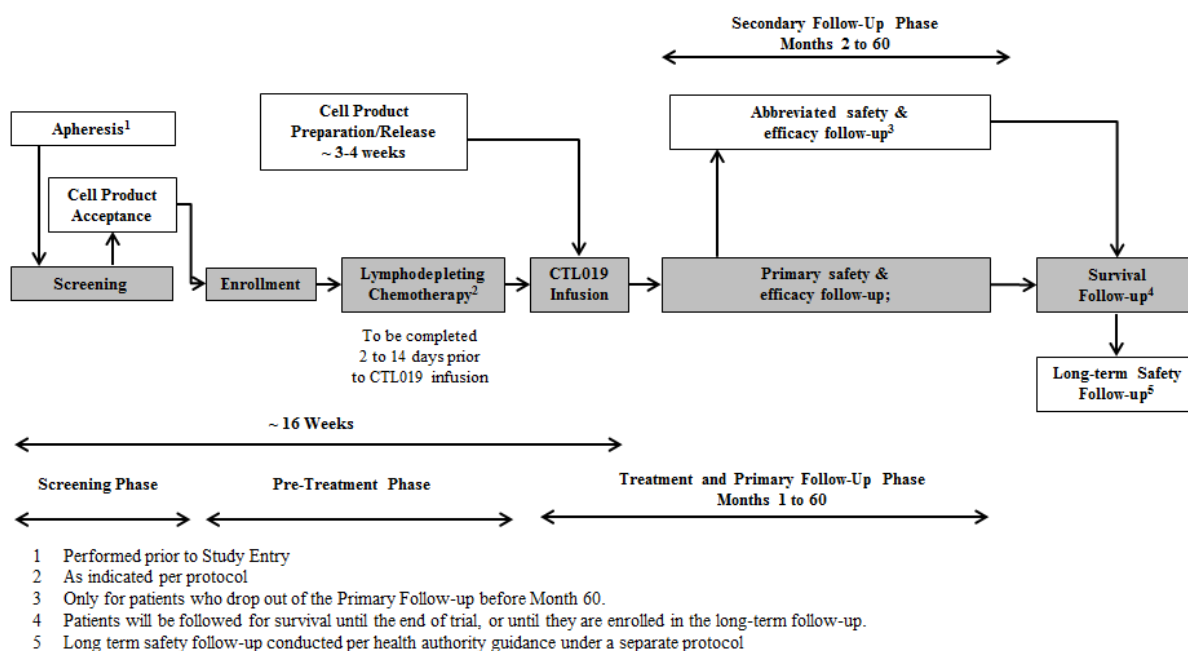 Secondary Follow-Up Phase
Months 2 to 60
Apheresis1
Cell Product
Preparation/Release
~ 3-4 weeks
Abbreviated safety &
efficacy follow-up3
Cell Product
Acceptance
Screening
Enrollment
Lymphodepleting
Chemotherapy2
CTL019
Infusion
Primary safety &
efficacy follow-up;
Survival
Follow-up4
To be completed
2 to 14 days prior
to CTL019 infusion
Long-term Safety
Follow-up5
~ 16 Weeks
Screening Phase
Pre-Treatment Phase
Treatment and Primary Follow-Up Phase
Months 1 to 60
1 Performed prior to Study Entry
2 As indicated per protocol
3 Only for patients who drop out of the Primary Follow-up before Month 60.
4 Patients will be followed for survival until the end of trial, or until they are enrolled in the long-term follow-up.
5 Long term safety follow-up conducted per health authority guidance under a separate protocol